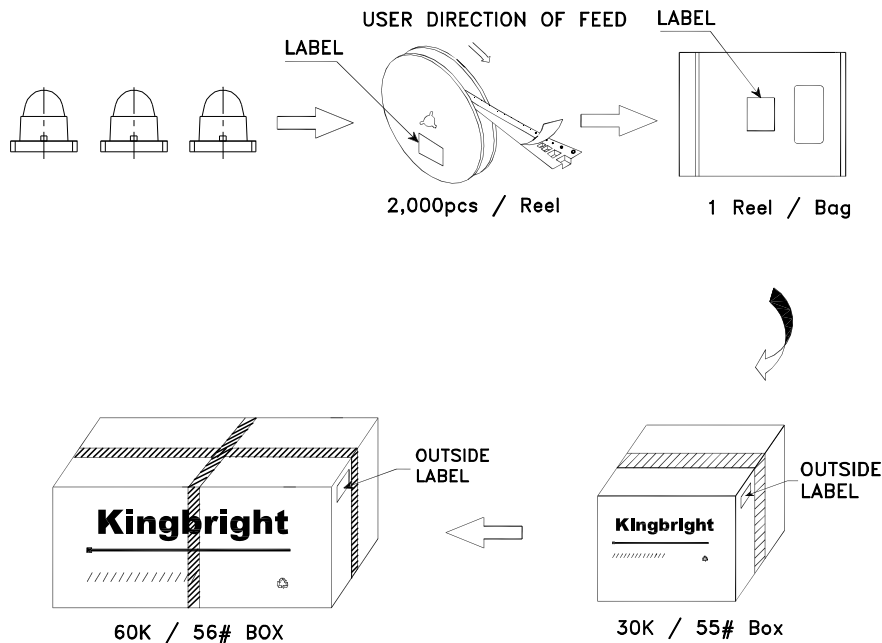 USER DIRECTION OF FEED
LABEL
LABEL
2,000pcs / Reel
1 Reel / Bag
OUTSIDE
LABEL
OUTSIDE
LABEL
Kingbright
Kingbright
60K / 56# BOX
30K / 55# Box